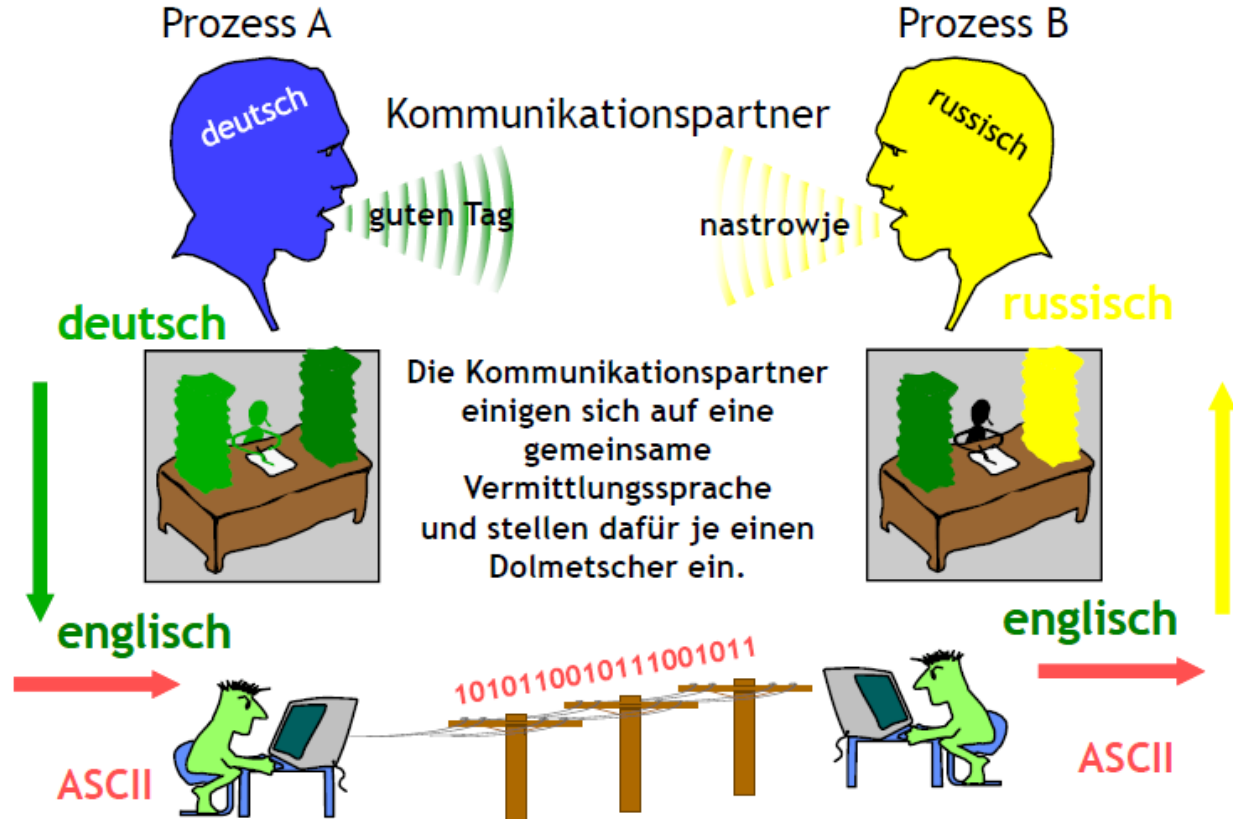 Prozess A
Prozess B
deutsch
Kommunikationspartner
russisch
guten Tag
nastrowje
deutsch
russisch
Die Kommunikationspartner
einigen sich auf eine
gemeinsame
Vermittlungssprache
und stellen dafür je einen
Dolmetscher ein.
englisch
englisch
1010110010111001011
ASCII
ASCII